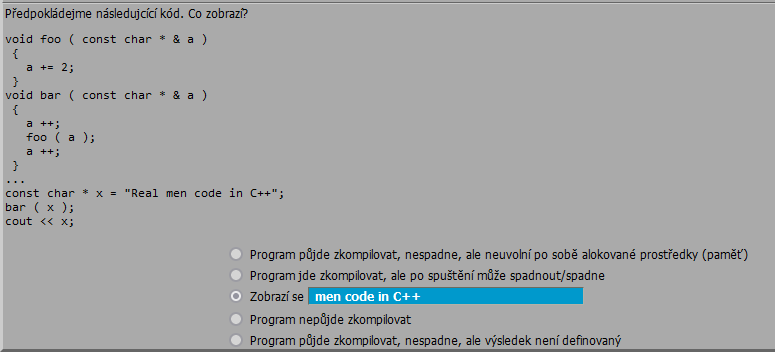 Předpokládejme následujcící kód. Co zobrazí?
void foo ( const char * & a )
{
a += 2;
}
void bar ( const char * & a )
{
a ++;
foo ( a );
a ++;
}
...
const char * x = "Real men code in C++";
bar ( x );
cout << x;
Program půjde zkompilovat, nespadne, ale neuvolní po sobě alokované prostředky (paměť)
Program jde zkompilovat, ale po spuštění může spadnout/spadne
Zobrazí se men code in C++
Program nepůjde zkompilovat
Program půjde zkompilovat, nespadne, ale výsledek není definovaný